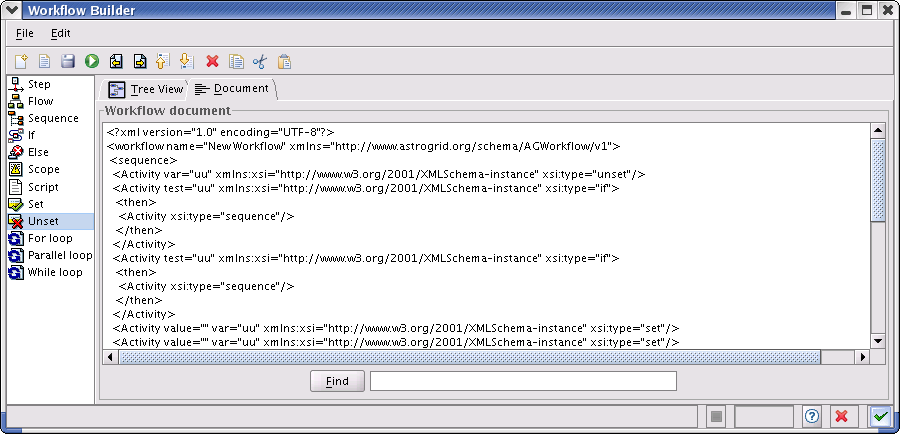 Workflow Builder
File Edit
Step
Flow
Sequence
If
Else
Scope
Script
Set
Unset
For loop
Parallel loop
While loop
Tree View Document
Workflow document
<?xml version="1.0" encoding="UTF-8"?>
<workflow name="New Workflow" xmlns="http://www.astrogrid.org/schema/AGWorkflow/v1">
<sequence>
<Activity var="uu" xmlns:xsi="http://www.w3.org/2001/XMLSchema-instance" xsi:type="unset"/>
<Activity test="uu" xmlns:xsi="http://www.w3.org/2001/XMLSchema-instance" xsi:type="if">
<then>
<Activity xsi:type="sequence"/>
</then>
</Activity>
<Activity test="uu" xmlns:xsi="http://www.w3.org/2001/XMLSchema-instance" xsi:type="if">
<then>
<Activity xsi:type="sequence"/>
</then>
</Activity>
<Activity value="" var="uu" xmlns:xsi="http://www.w3.org/2001/XMLSchema-instance" xsi:type="set"/>
<Activity value="" var="uu" xmlns:xsi="http://www.w3.org/2001/XMLSchema-instance" xsi:type="set"/>
Find